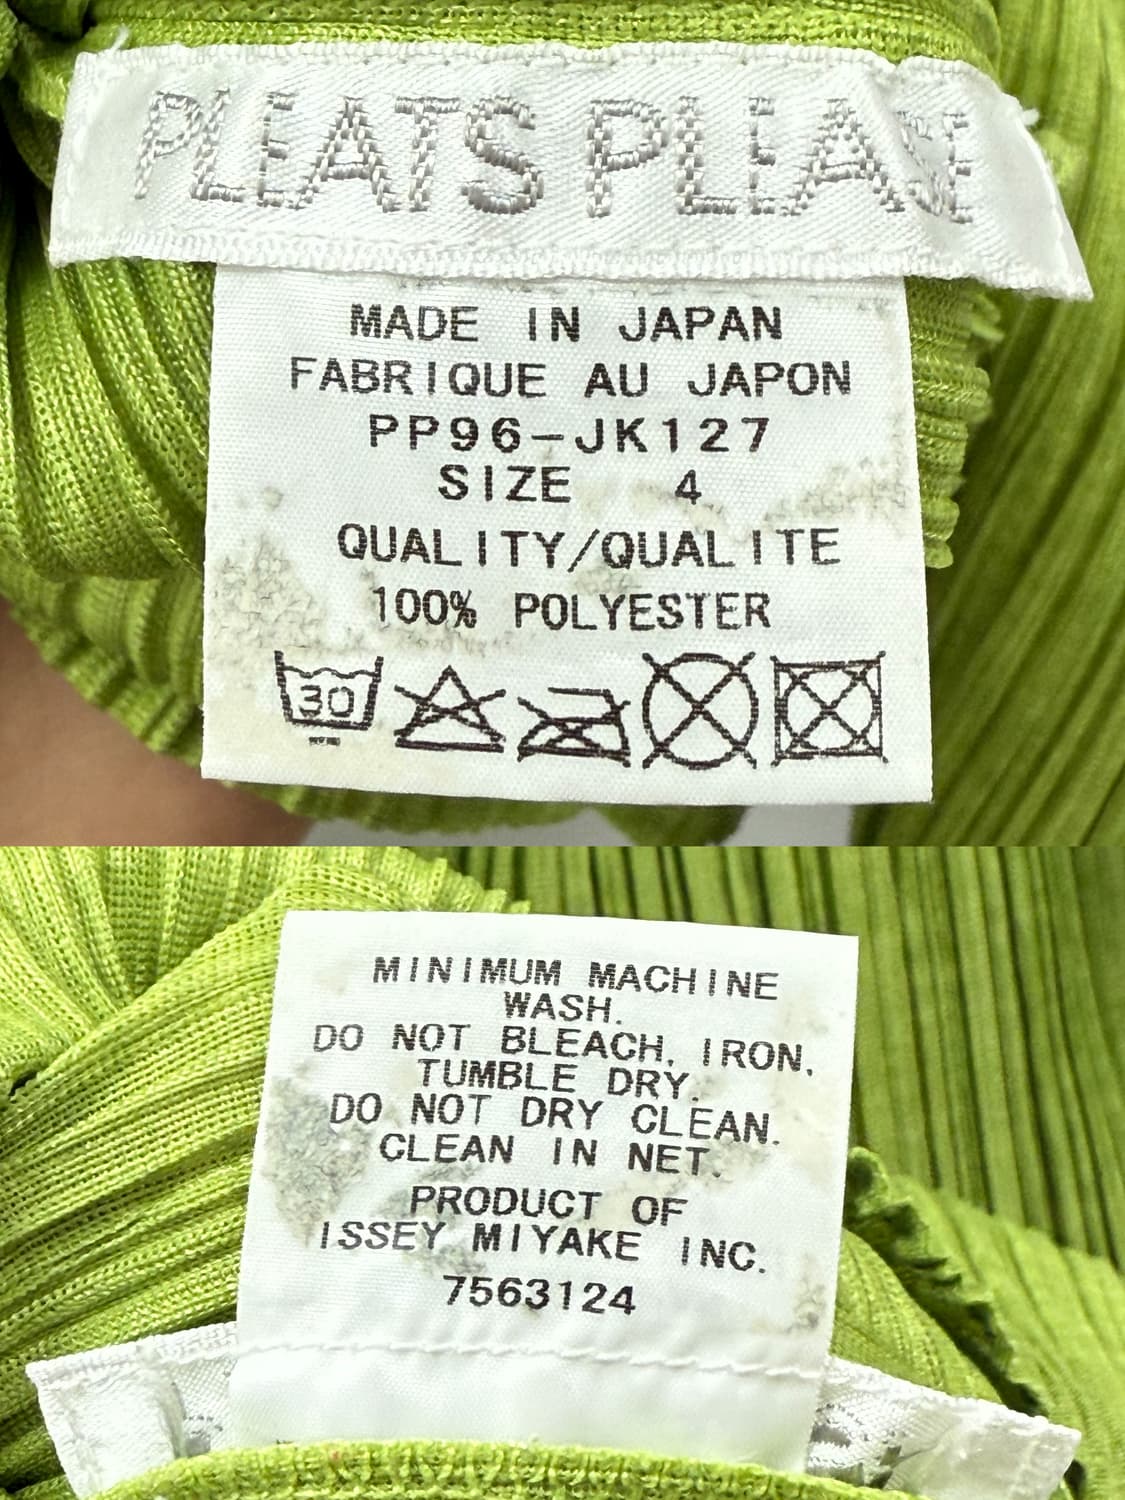 PLEATS PLEASE
MADE IN JAPAN
FABRIQUE AU JAPON
PP96-JK127
SIZE 4
QUALITY/QUALITE
100% POLYESTER
30
MINIMUM MACHINE
WASH.
DO NOT BLEACH, IRON,
TUMBLE DRY.
DO NOT DRY CLEAN.
CLEAN IN NET.
PRODUCT OF
ISSEY MIYAKE INC.
7563124